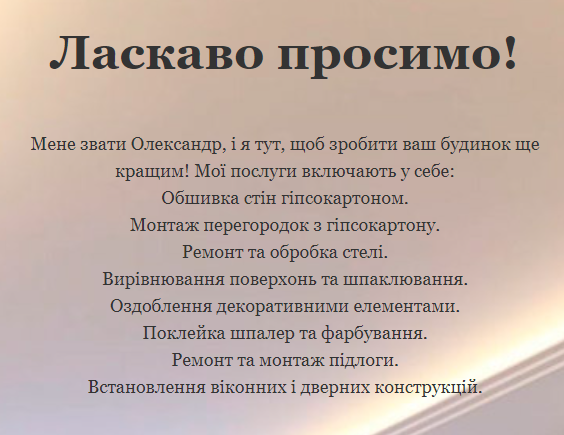 Ласкаво просимо!
Мене звати Олександр, і я тут, щоб зробити ваш будинок ще
кращим! Мої послуги включають у себе:
Обшивка стін гіпсокартоном.
Монтаж перегородок з гіпсокартону.
Ремонт та обробка стелі.
Вирівнювання поверхонь та шпаклювання.
Оздоблення декоративними елементами.
Поклейка шпалер та фарбування.
Ремонт та монтаж підлоги.
Встановлення віконних і дверних конструкцій.